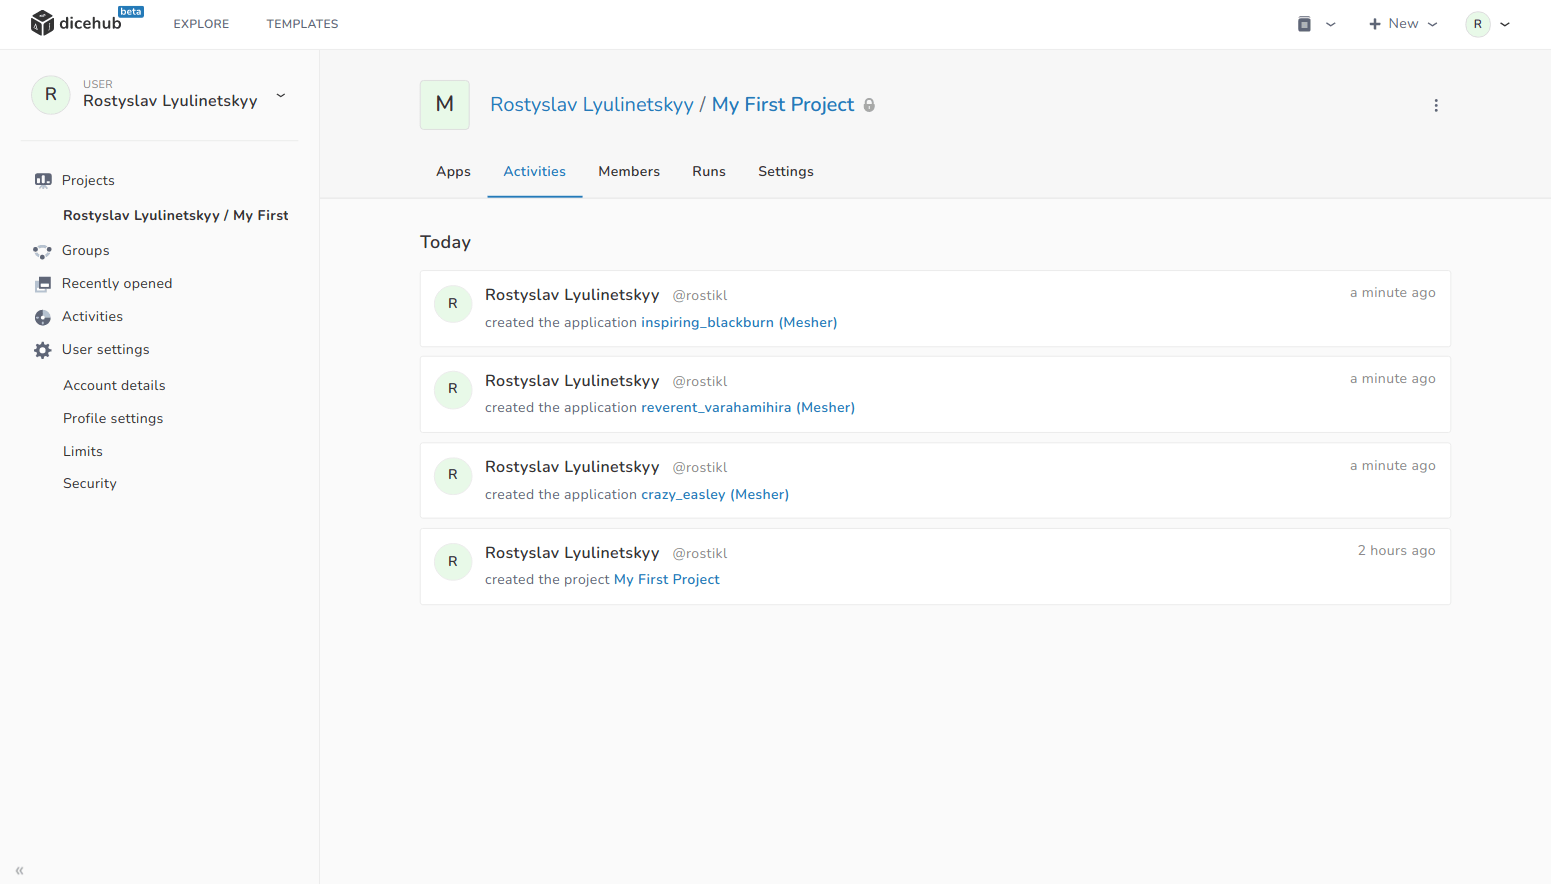 dicehub beta EXPLORE TEMPLATES New R
R USER
Rostyslav Lyulinetskyy
Projects
Rostyslav Lyulinetskyy / My First
Groups
Recently opened
Activities
User settings
Account details
Profile settings
Limits
Security
«
M Rostyslav Lyulinetskyy / My First Project
Apps Activities Members Runs Settings
Today
R Rostyslav Lyulinetskyy @rostikl a minute ago
created the application inspiring_blackburn (Mesher)
R Rostyslav Lyulinetskyy @rostikl a minute ago
created the application reverent_varahamihira (Mesher)
R Rostyslav Lyulinetskyy @rostikl a minute ago
created the application crazy_easley (Mesher)
R Rostyslav Lyulinetskyy @rostikl 2 hours ago
created the project My First Project